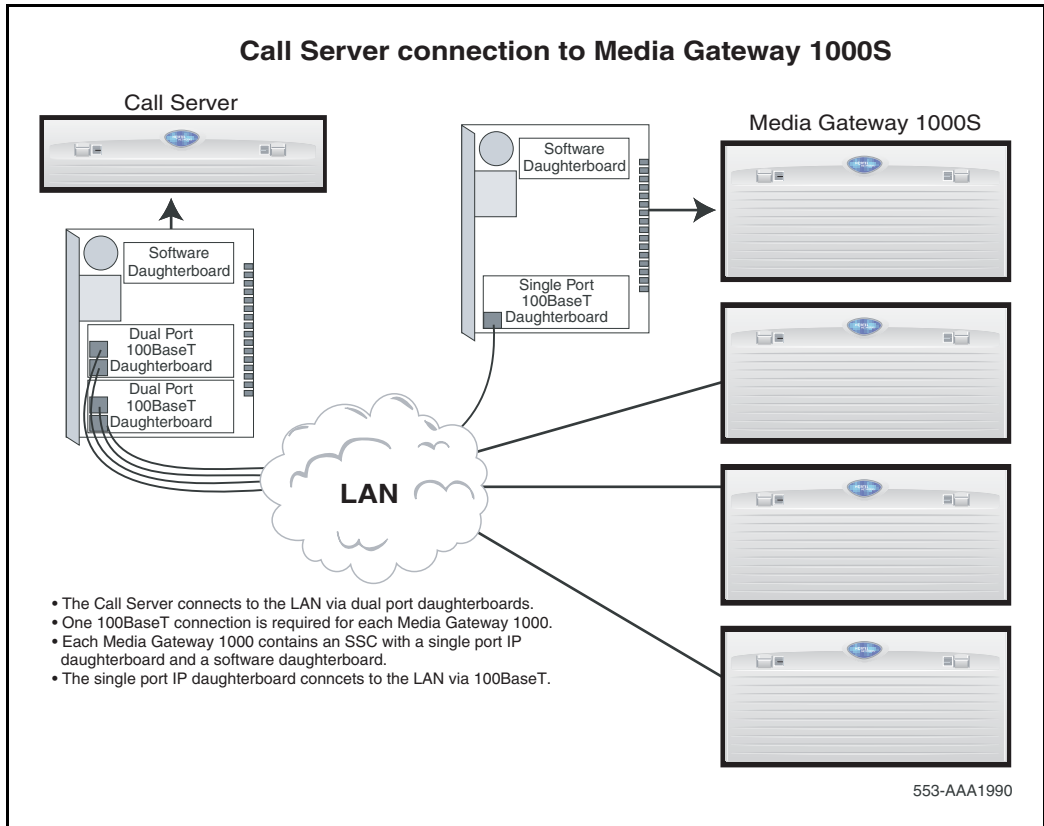 Call Server connection to Media Gateway 1000S
Call Server
Media Gateway 1000S
Software
Daughterboard
Software
Daughterboard
Single Port
100BaseT
Daughterboard
Dual Port
100BaseT
Daughterboard
Dual Port
100BaseT
Daughterboard
LAN
• The Call Server connects to the LAN via dual port daughterboards.
• One 100BaseT connection is required for each Media Gateway 1000.
• Each Media Gateway 1000 contains an SSC with a single port IP
daughterboard and a software daughterboard.
• The single port IP daughterboard conncets to the LAN via 100BaseT.
553-AAA1990